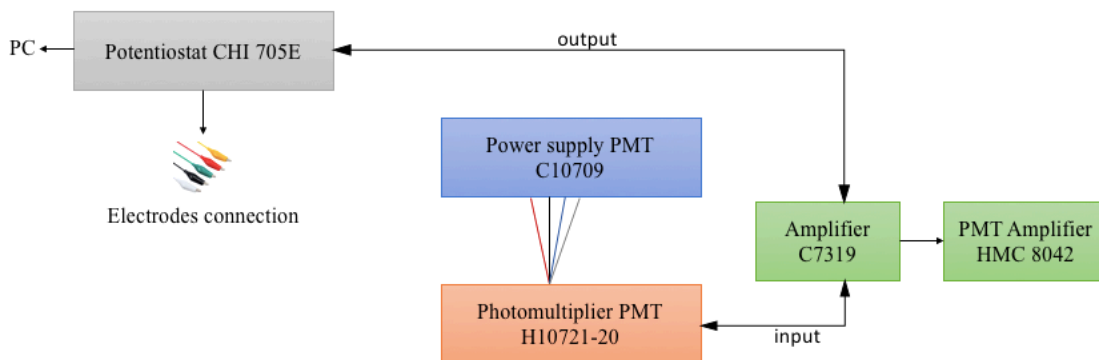 PC
Potentiostat CHI 705E
output
Electrodes connection
Power supply PMT
C10709
Amplifier
C7319
PMT Amplifier
HMC 8042
Photomultiplier PMT
H10721-20
input